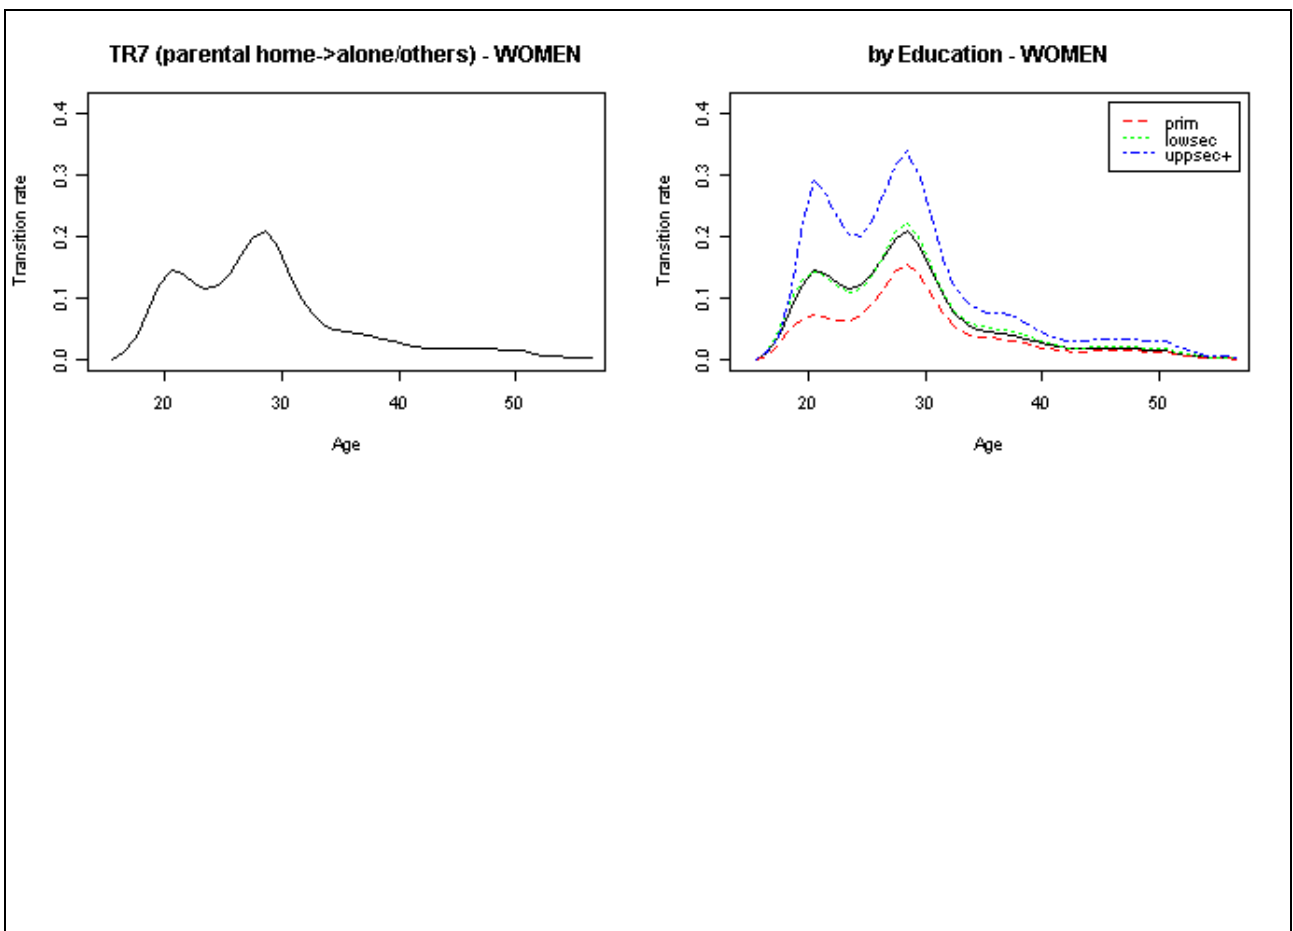 TR7 (parental home->alone/others) - WOMEN
Transition rate
0.4
0.3
0.2
0.1
0.0
20 30 40 50
Age
by Education - WOMEN
Transition rate
0.4
0.3
0.2
0.1
0.0
prim
lowsec
uppsec+
20 30 40 50
Age